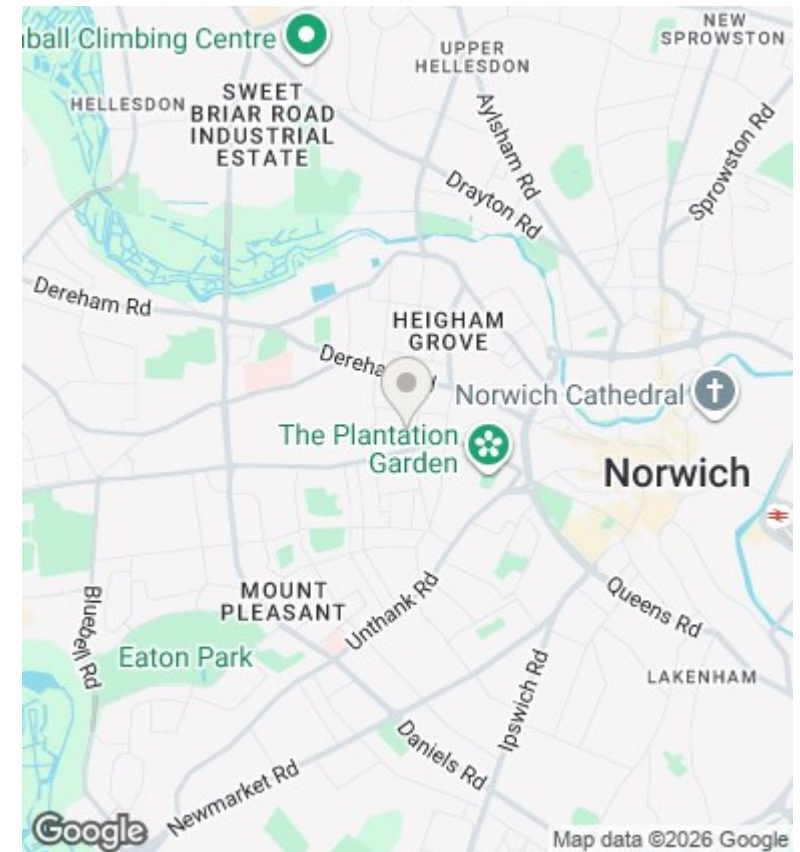 ball Climbing Centre
NEW
SPROWSTON
UPPER
HELLESDON
HELLESDON
SWEET
BRIAR ROAD
INDUSTRIAL
ESTATE
Aylsham Rd
Sprowston Rd
Drayton Rd
Dereham Rd
HEIGHAM
GROVE
Norwich Cathedral
The Plantation
Garden
Norwich
MOUNT
PLEASANT
Unthank Rd
Queens Rd
Bluebell Rd
Eaton Park
Ipswich Rd
LAKENHAM
Daniels Rd
Newmarket Rd
Google
Map data ©2026 Google